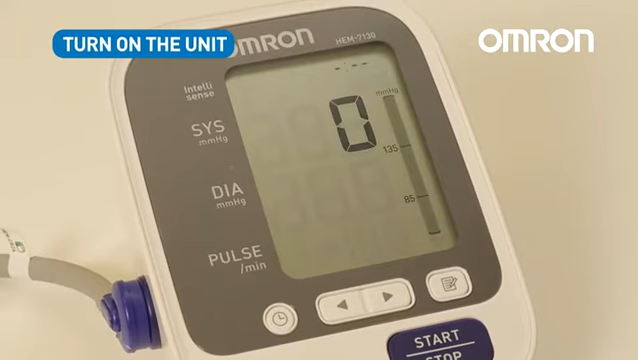 TURN ON THE UNIT
OMRON
OMRON
HEM-7130
Intelli
sense
-:--
mmHg
0
SYS
mmHg
135
DIA
mmHg
85
PULSE
/min
START
STOP